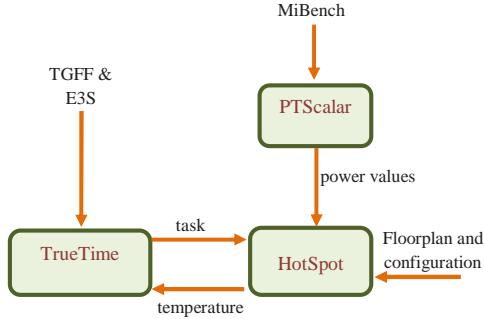 MiBench
TGFF &
E3S
PTScalar
power values
task
TrueTime
HotSpot
Floorplan and
configuration
temperature